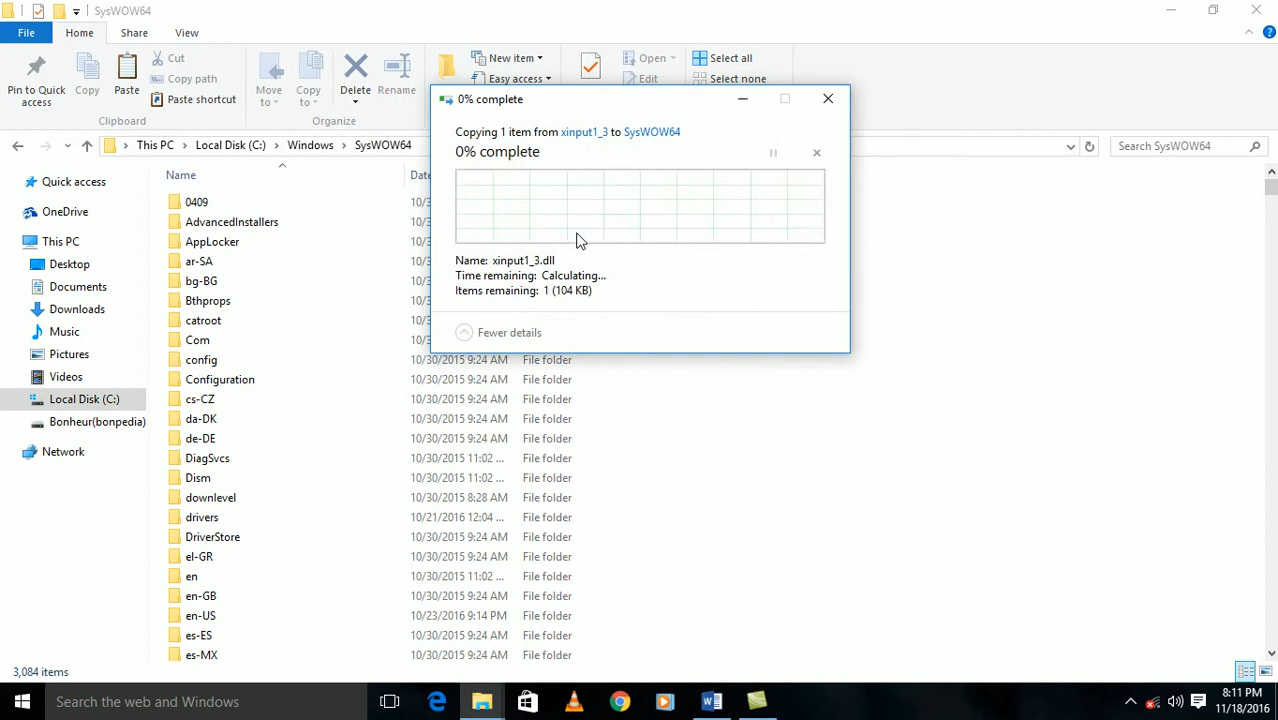 SysWOW64
File
Home
Share
View
Pin to Quick access
Copy
Paste
Cut
Copy path
Paste shortcut
Clipboard
Move to
Copy to
Delete
Rename
Organize
New item
Easy access
Open
Edit
Select all
Select none
This PC
Local Disk (C:)
Windows
SysWOW64
Search SysWOW64
0% complete
Copying 1 item from xinput1_3 to SysWOW64
0% complete
Name: xinput1_3.dll
Time remaining: Calculating...
Items remaining: 1 (104 KB)
Fewer details
Quick access
OneDrive
This PC
Desktop
Documents
Downloads
Music
Pictures
Videos
Local Disk (C:)
Bonheur(bonpedia)
Network
Name
0409
AdvancedInstallers
AppLocker
ar-SA
bg-BG
Bthprops
catroot
Com
config 10/30/2015 9:24 AM File folder
Configuration 10/30/2015 9:24 AM File folder
cs-CZ 10/30/2015 9:24 AM File folder
da-DK 10/30/2015 9:24 AM File folder
de-DE 10/30/2015 9:24 AM File folder
DiagSvcs 10/30/2015 11:02 ... File folder
Dism 10/30/2015 11:02 ... File folder
downlevel 10/30/2015 8:28 AM File folder
drivers 10/21/2016 12:04 ... File folder
DriverStore 10/30/2015 9:24 AM File folder
el-GR 10/30/2015 9:24 AM File folder
en 10/30/2015 11:02 ... File folder
en-GB 10/30/2015 9:24 AM File folder
en-US 10/23/2016 9:14 PM File folder
es-ES 10/30/2015 9:24 AM File folder
es-MX 10/30/2015 9:24 AM File folder
3,084 items
Search the web and Windows
8:11 PM
11/18/2016